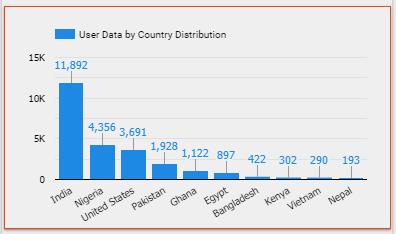 User Data by Country Distribution
15K
10K
5K
0
11,892
4,356
3,691
1,928
1,122
897
422
302
290
193
India
Nigeria
United States
Pakistan
Ghana
Egypt
Bangladesh
Kenya
Vietnam
Nepal